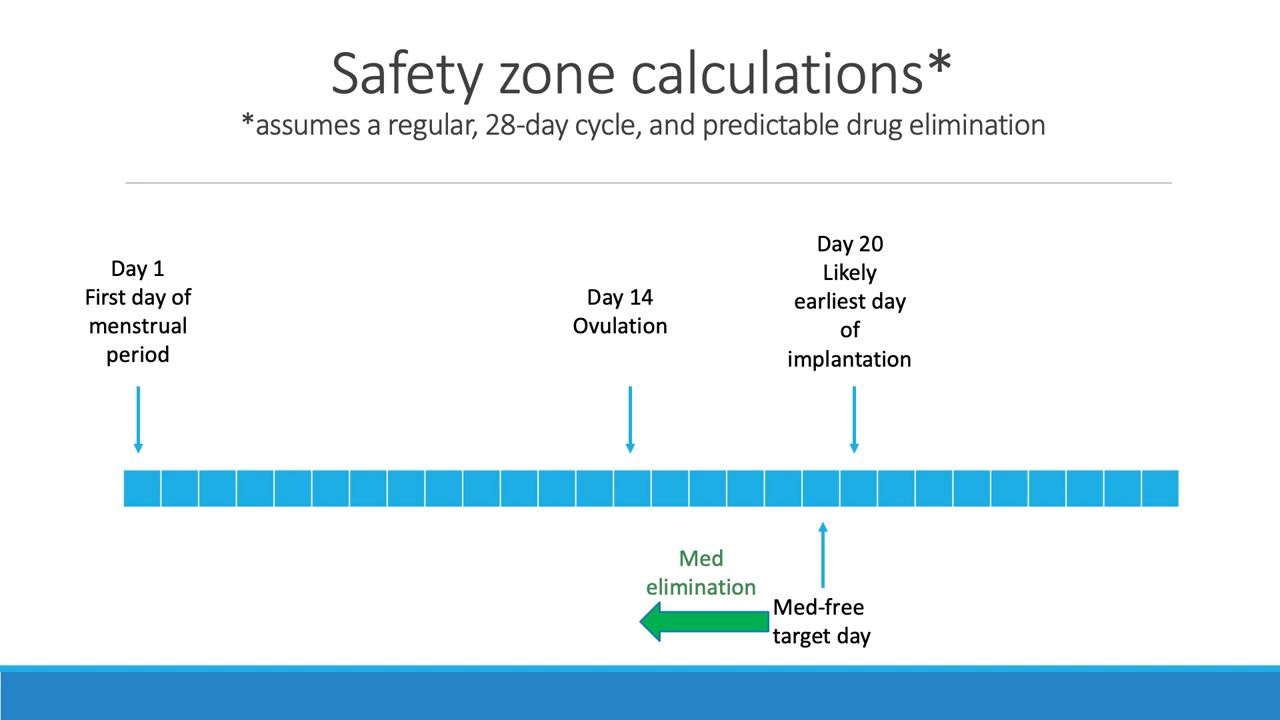 Safety zone calculations*
*assumes a regular, 28-day cycle, and predictable drug elimination
Day 1
First day of
menstrual
period
Day 14
Ovulation
Day 20
Likely
earliest day
of
implantation
Med
elimination
Med-free
target day